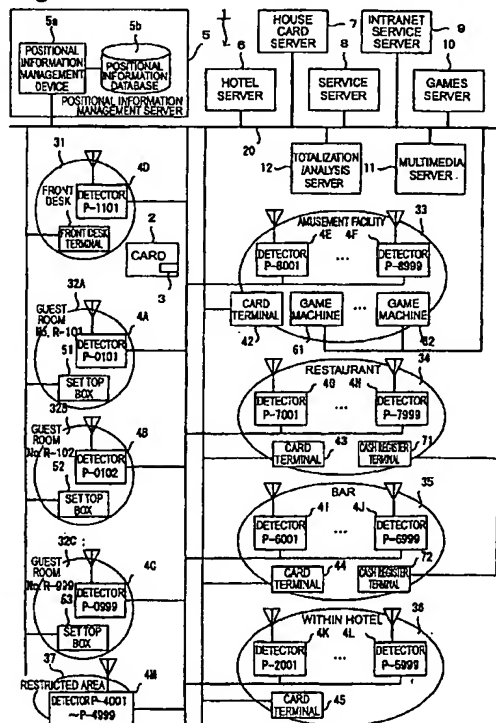 5a
5b
5
POSITIONAL
INFORMATION
MANAGEMENT
DEVICE
POSITIONAL
INFORMATION
DATABASE
POSITIONAL INFORMATION
MANAGEMENT SERVER
HOUSE
CARD
SERVER
7
INTRANET
SERVICE
SERVER
9
6
HOTEL
SERVER
8
SERVICE
SERVER
10
GAMES
SERVER
20
12
TOTALIZATION
/ANALYSIS
SERVER
11
MULTIMEDIA
SERVER
31
4D
FRONT
DESK
DETECTOR
P-1101
FRONT DESK
TERMINAL
2
CARD
3
33
AMUSEMENT FACILITY
4E
4F
DETECTOR
P-8001
...
DETECTOR
P-8999
CARD
TERMINAL
GAME
MACHINE
...
GAME
MACHINE
42
61
62
32A
GUEST
ROOM
No. R-101
4A
DETECTOR
P-0101
51
SET TOP
BOX
34
RESTAURANT
4G
4H
DETECTOR
P-7001
...
DETECTOR
P-7999
43
71
CARD
TERMINAL
CASH REGISTER
TERMINAL
32B
GUEST
ROOM
No. R-102
4B
DETECTOR
P-0102
52
SET TOP
BOX
35
BAR
4I
4J
DETECTOR
P-6001
...
DETECTOR
P-6999
44
72
CARD
TERMINAL
CASH REGISTER
TERMINAL
32C
GUEST
ROOM
No. R-999
4C
DETECTOR
P-0999
53
SET TOP
BOX
36
WITHIN HOTEL
4K
4L
DETECTOR
P-2001
...
DETECTOR
P-5999
CARD
TERMINAL
45
37
RESTRICTED AREA
4M
DETECTOR P-4001
~P-4999